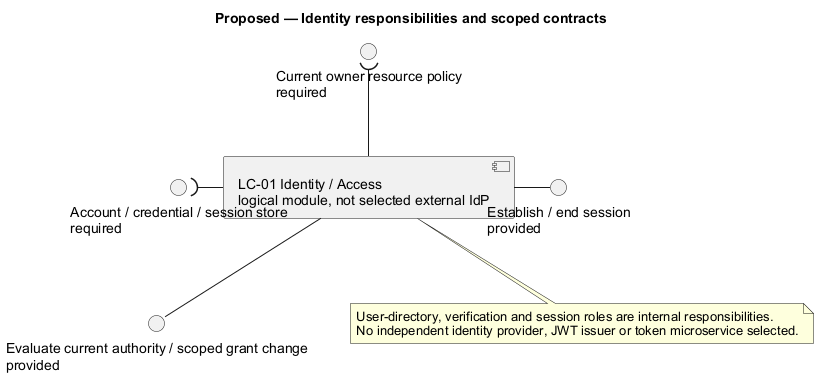 Proposed — Identity responsibilities and scoped contracts
Current owner resource policy
required
LC-01 Identity / Access
logical module, not selected external IdP
Account / credential / session store
required
Establish / end session
provided
User-directory, verification and session roles are internal responsibilities.
No independent identity provider, JWT issuer or token microservice selected.
Evaluate current authority / scoped grant change
provided